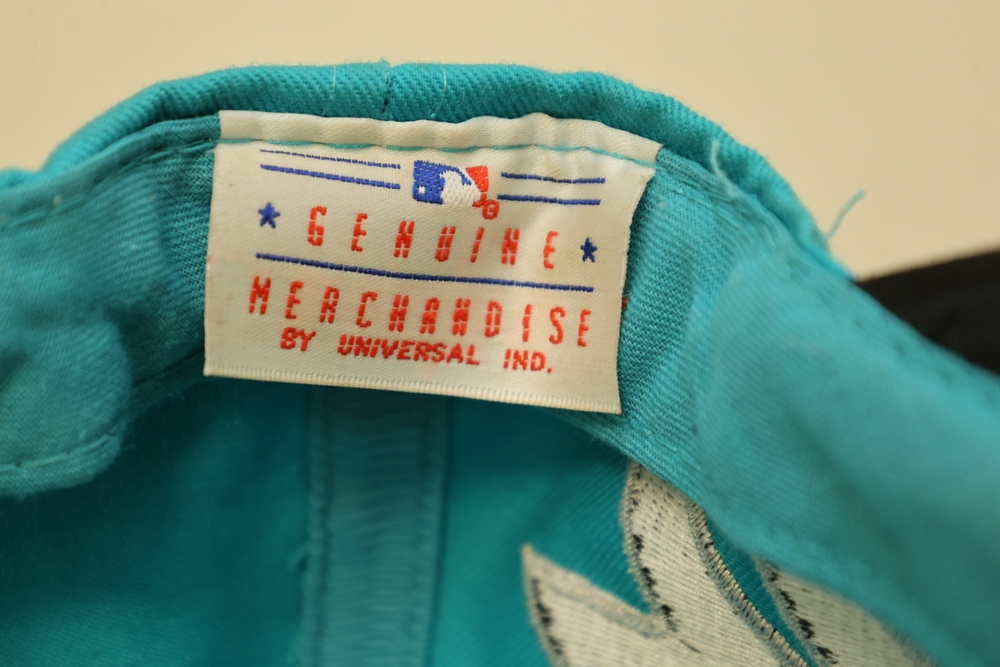 GENUINE
MERCHANDISE
BY UNIVERSAL IND.